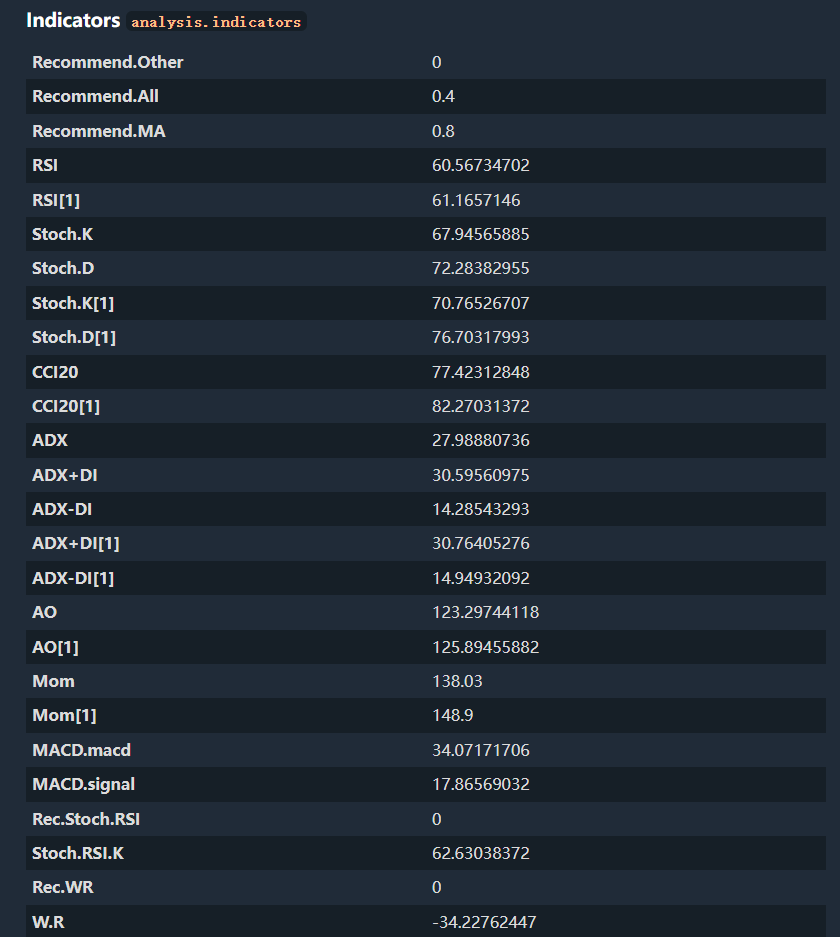 Indicators analysis.indicators
Recommend.Other 0
Recommend.All 0.4
Recommend.MA 0.8
RSI 60.56734702
RSI[1] 61.1657146
Stoch.K 67.94565885
Stoch.D 72.28382955
Stoch.K[1] 70.76526707
Stoch.D[1] 76.70317993
CCI20 77.42312848
CCI20[1] 82.27031372
ADX 27.98880736
ADX+DI 30.59560975
ADX-DI 14.28543293
ADX+DI[1] 30.76405276
ADX-DI[1] 14.94932092
AO 123.29744118
AO[1] 125.89455882
Mom 138.03
Mom[1] 148.9
MACD.macd 34.07171706
MACD.signal 17.86569032
Rec.Stoch.RSI 0
Stoch.RSI.K 62.63038372
Rec.WR 0
W.R -34.22762447